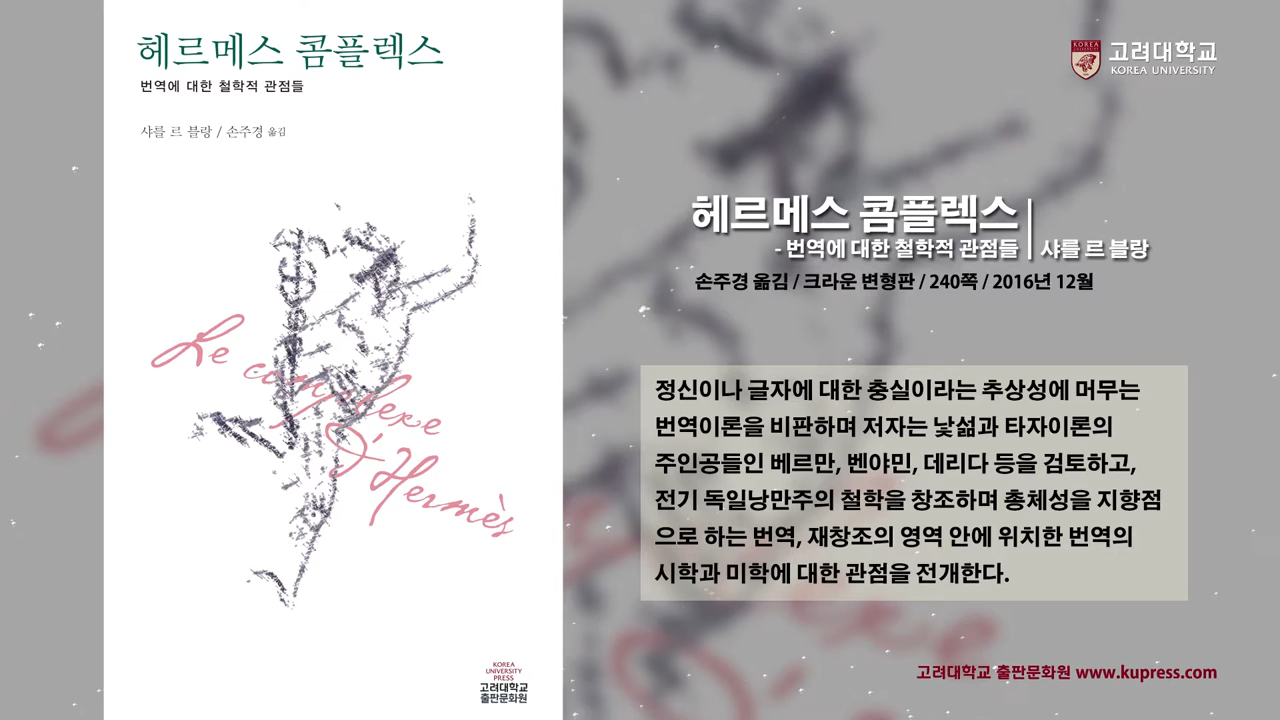 헤르메스 콤플렉스
번역에 대한 철학적 관점들
샤를 르 블랑 / 손주경 옮김
Le complexe
d'Hermès
KOREA
UNIVERSITY
PRESS
고려대학교
출판문화원
KOREA
UNIVERSITY
고려대학교
KOREA UNIVERSITY
헤르메스 콤플렉스
- 번역에 대한 철학적 관점들 샤를 르 블랑
손주경 옮김 / 크라운 변형판 / 240쪽 / 2016년 12월
정신이나 글자에 대한 충실이라는 추상성에 머무는
번역이론을 비판하며 저자는 낯섦과 타자이론의
주인공들인 베르만, 벤야민, 데리다 등을 검토하고,
전기 독일낭만주의 철학을 창조하며 총체성을 지향점
으로 하는 번역, 재창조의 영역 안에 위치한 번역의
시학과 미학에 대한 관점을 전개한다.
고려대학교 출판문화원 www.kupress.com